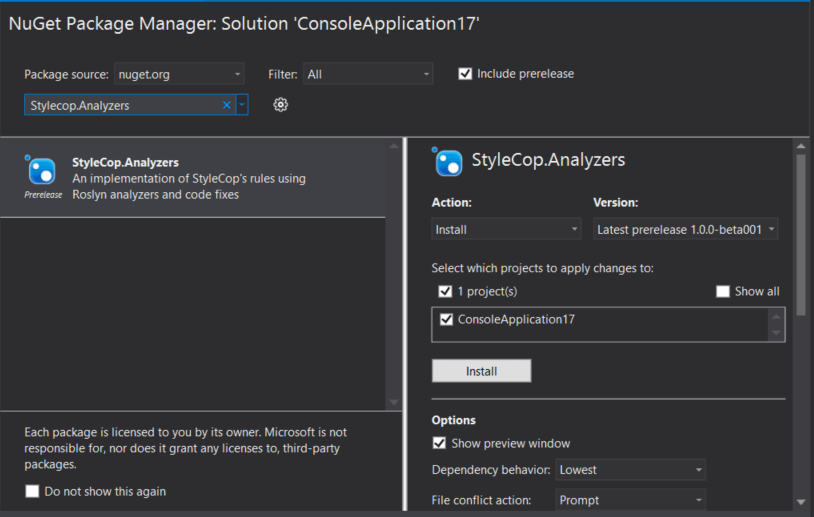 NuGet Package Manager: Solution 'ConsoleApplication17'
Package source: nuget.org Filter: All Include prerelease
Stylecop.Analyzers
StyleCop.Analyzers
An implementation of StyleCop's rules using
Roslyn analyzers and code fixes
Prerelease
Each package is licensed to you by its owner. Microsoft is not
responsible for, nor does it grant any licenses to, third-party
packages.
Do not show this again
StyleCop.Analyzers
Action: Version:
Install Latest prerelease 1.0.0-beta001
Select which projects to apply changes to:
1 project(s) Show all
ConsoleApplication17
Install
Options
Show preview window
Dependency behavior: Lowest
File conflict action: Prompt